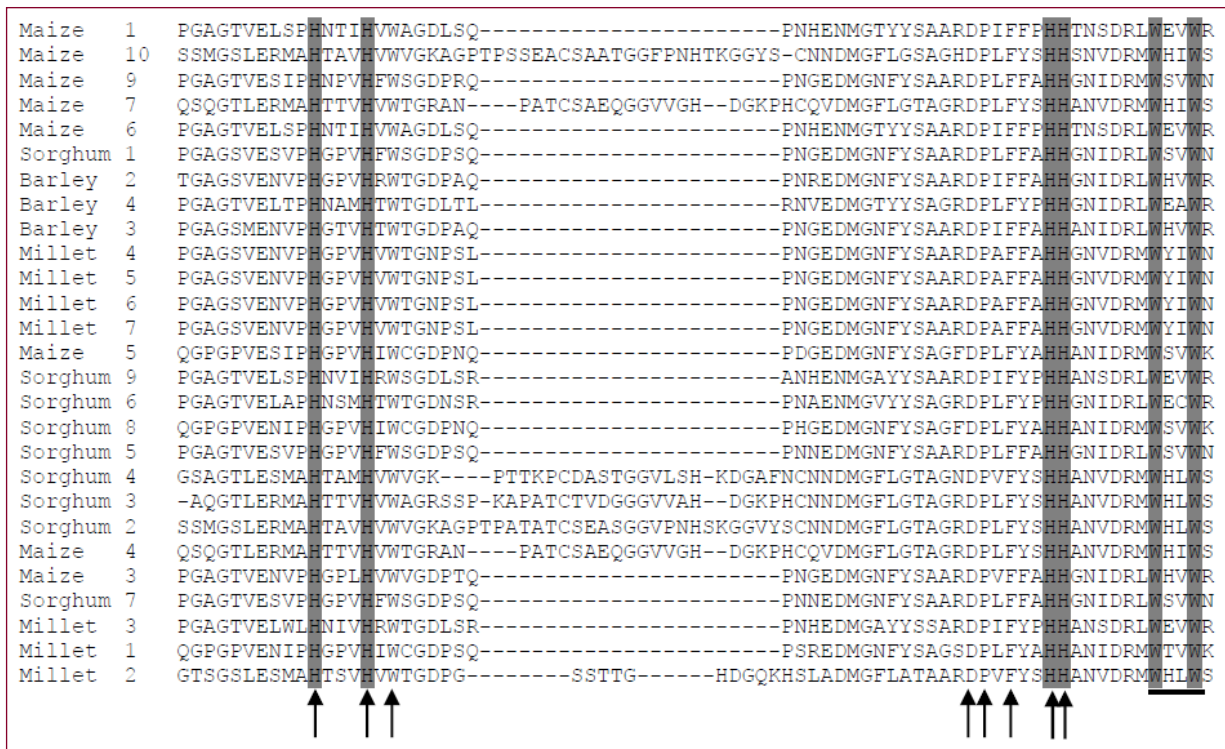 Maize 1 PGAGTVELSPHNTIHVWAGDLSQ-----------------------PNHENMGTYYSAARDPIFFPHHTNSDRLWEVWR
Maize 10 SSMGSLERMAHTAVHVWVGKAGPTPSSEACSAATGGFPNHTKGGYS-CNNDMGFLGSAGHDPLFYSHHSNVDRMWHIWS
Maize 9 PGAGTVESIPHNPVHFWSGDPRQ-----------------------PNGEDMGNFYSAARDPLFFAHHGNIDRMWSVWN
Maize 7 QSQGTLERMAHTTVHVWTGRAN----PATCSAEQGGVVGH--DGKPHCQVDMGFLGTAGRDPLFYSHHANVDRMWHIWS
Maize 6 PGAGTVELSPHNTIHVWAGDLSQ-----------------------PNHENMGTYYSAARDPIFFPHHTNSDRLWEVWR
Sorghum 1 PGAGSVESVPHGPVHFWSGDPSQ-----------------------PNGEDMGNFYSAARDPLFFAHHGNIDRLWSVWN
Barley 2 TGAGSVENVPHGPVHRWTGDPAQ-----------------------PNREDMGNFYSAARDPIFFAHHGNIDRLWHVWR
Barley 4 PGAGTVELTPHNAMHTWTGDLTL-----------------------RNVEDMGTYYSAGRDPLFYPHHGNIDRLWEAWR
Barley 3 PGAGSMENVPHGTVHTWTGDPAQ-----------------------PNGEDMGNFYSAARDPIFFAHHANIDRLWHVWR
Millet 4 PGAGSVENVPHGPVHTWTGNPSL-----------------------PNGEDMGNFYSAARDPAFFAHHGNVDRMWYIWN
Millet 5 PGAGSVENVPHGPVHTWTGNPSL-----------------------PNGEDMGNFYSAARDPAFFAHHGNVDRMWYIWN
Millet 6 PGAGSVENVPHGPVHTWTGNPSL-----------------------PNGEDMGNFYSAARDPAFFAHHGNVDRMWYIWN
Millet 7 PGAGSVENVPHGPVHTWTGNPSL-----------------------PNGEDMGNFYSAARDPAFFAHHGNVDRMWYIWN
Maize 5 QGPGPVESIPHGPVHIWCGDPNQ-----------------------PDGEDMGNFYSAGFDPLFYAHHANIDRMWSVWK
Sorghum 9 PGAGTVELSPHNVIHRWSGDLSR-----------------------ANHENMGAYYSAARDPIFYPHHANSDRLWEVWR
Sorghum 6 PGAGTVELAPHNSMHTWTGDNSR-----------------------PNAENMGVYYSAGRDPLFYPHHGNIDRLWECWR
Sorghum 8 QGPGPVENIPHGPVHIWCGDPNQ-----------------------PHGEDMGNFYSAGFDPLFYAHHANIDRMWSVWK
Sorghum 5 PGAGTVESVPHGPVHFWSGDPSQ-----------------------PNNEDMGNFYSAARDPLFFAHHGNIDRMWSVWN
Sorghum 4 GSAGTLESMAHTAMHVWVGK----PTTKPCDASTGGVLSH-KDGAFNCNNDMGFLGTAGNDPVFYSHHANVDRMWHLWS
Sorghum 3 -AQGTLERMAHTTVHVWAGRSSP-KAPATCTVDGGGVVAH--DGKPHCNNDMGFLGTAGRDPLFYSHHANVDRMWHLWS
Sorghum 2 SSMGSLERMAHTAVHVWVGKAGPTPATATCSEASGGVPNHSKGGVYSCNNDMGFLGTAGRDPLFYSHHANVDRMWHLWS
Maize 4 QSQGTLERMAHTTVHVWTGRAN----PATCSAEQGGVVGH--DGKPHCQVDMGFLGTAGRDPLFYSHHANVDRMWHIWS
Maize 3 PGAGTVENVPHGPLHVWVGDPTQ-----------------------PNGEDMGNFYSAARDPVFFAHHGNIDRLWHVWR
Sorghum 7 PGAGTVESVPHGPVHFWSGDPSQ-----------------------PNNEDMGNFYSAARDPLFFAHHGNIDRLWSVWN
Millet 3 PGAGTVELWLHNIVHRWTGDLSR-----------------------PNHEDMGAYYSSARDPIFYPHHANSDRLWEVWR
Millet 1 QGPGPVENIPHGPVHIWCGDPSQ-----------------------PSREDMGNFYSAGSDPLFYAHHANIDRMWTVWK
Millet 2 GTSGSLESMAHTSVHVWTGDPG--------SSTTG------HDGQKHSLADMGFLATAARDPVFYSHHANVDRMWHLWS